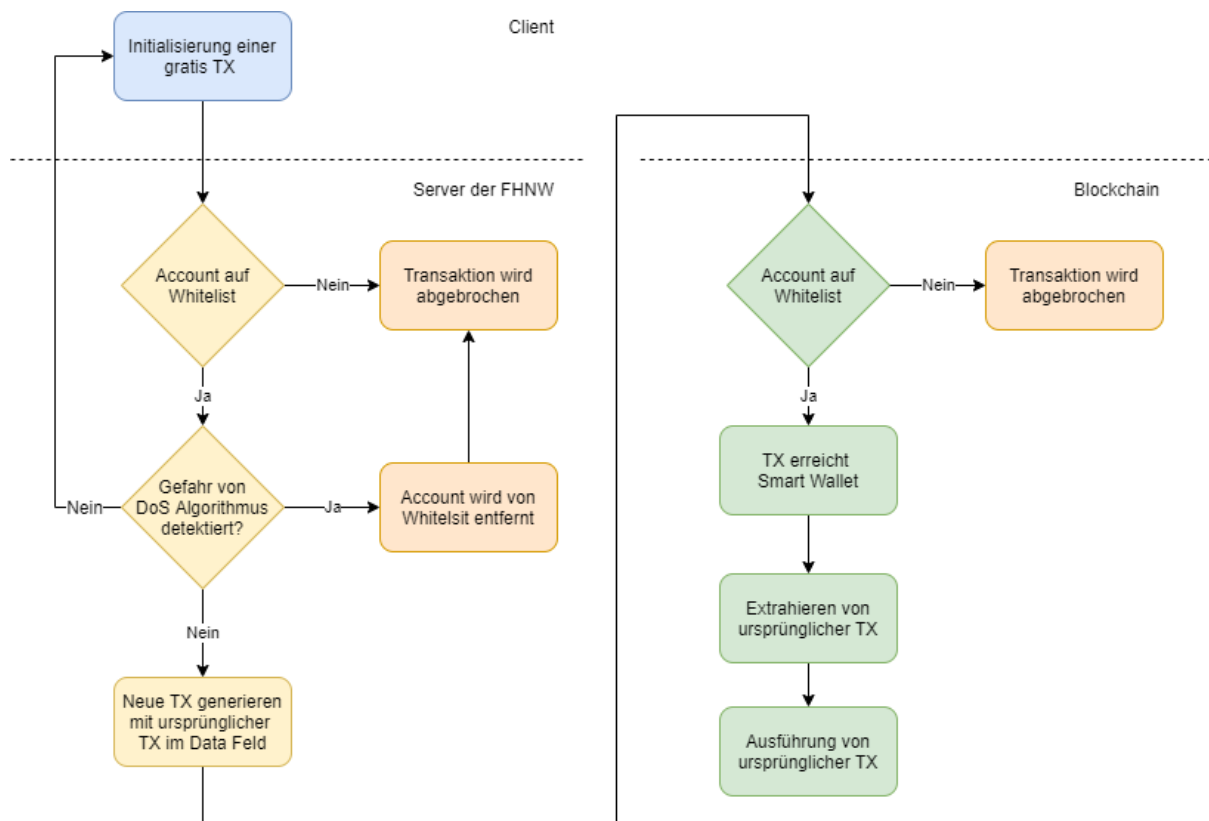 Client
Initialisierung einer
gratis TX
Server der FHNW
Account auf
Whitelist
Nein
Transaktion wird
abgebrochen
Ja
Gefahr von
DoS Algorithmus
detektiert?
Nein
Ja
Account wird von
Whitelsit entfernt
Nein
Neue TX generieren
mit ursprünglicher
TX im Data Feld
Blockchain
Account auf
Whitelist
Nein
Transaktion wird
abgebrochen
Ja
TX erreicht
Smart Wallet
Extrahieren von
ursprünglicher TX
Ausführung von
ursprünglicher TX